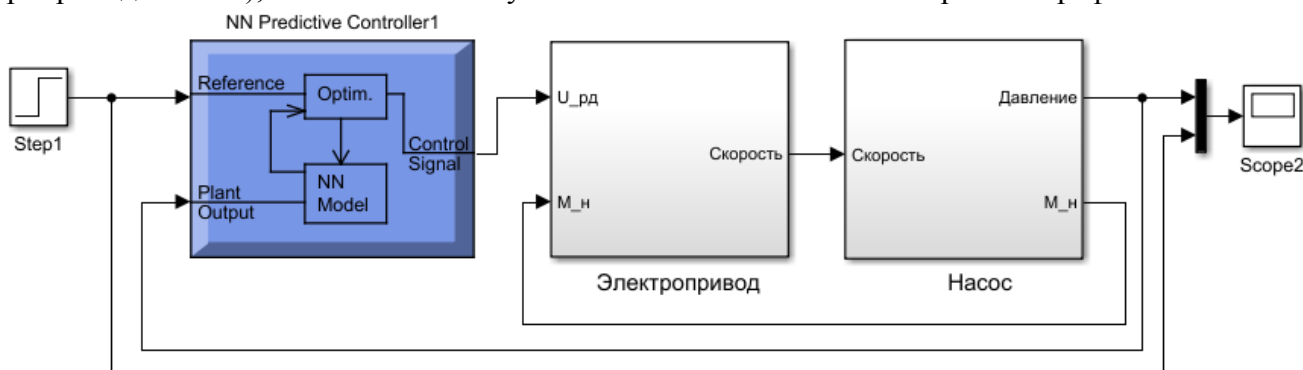 NN Predictive Controller1
Step1
Reference
Optim.
Control
Signal
NN
Model
Plant
Output
U_рд
Скорость
М_н
Электропривод
Скорость
Давление
М_н
Насос
Scope2